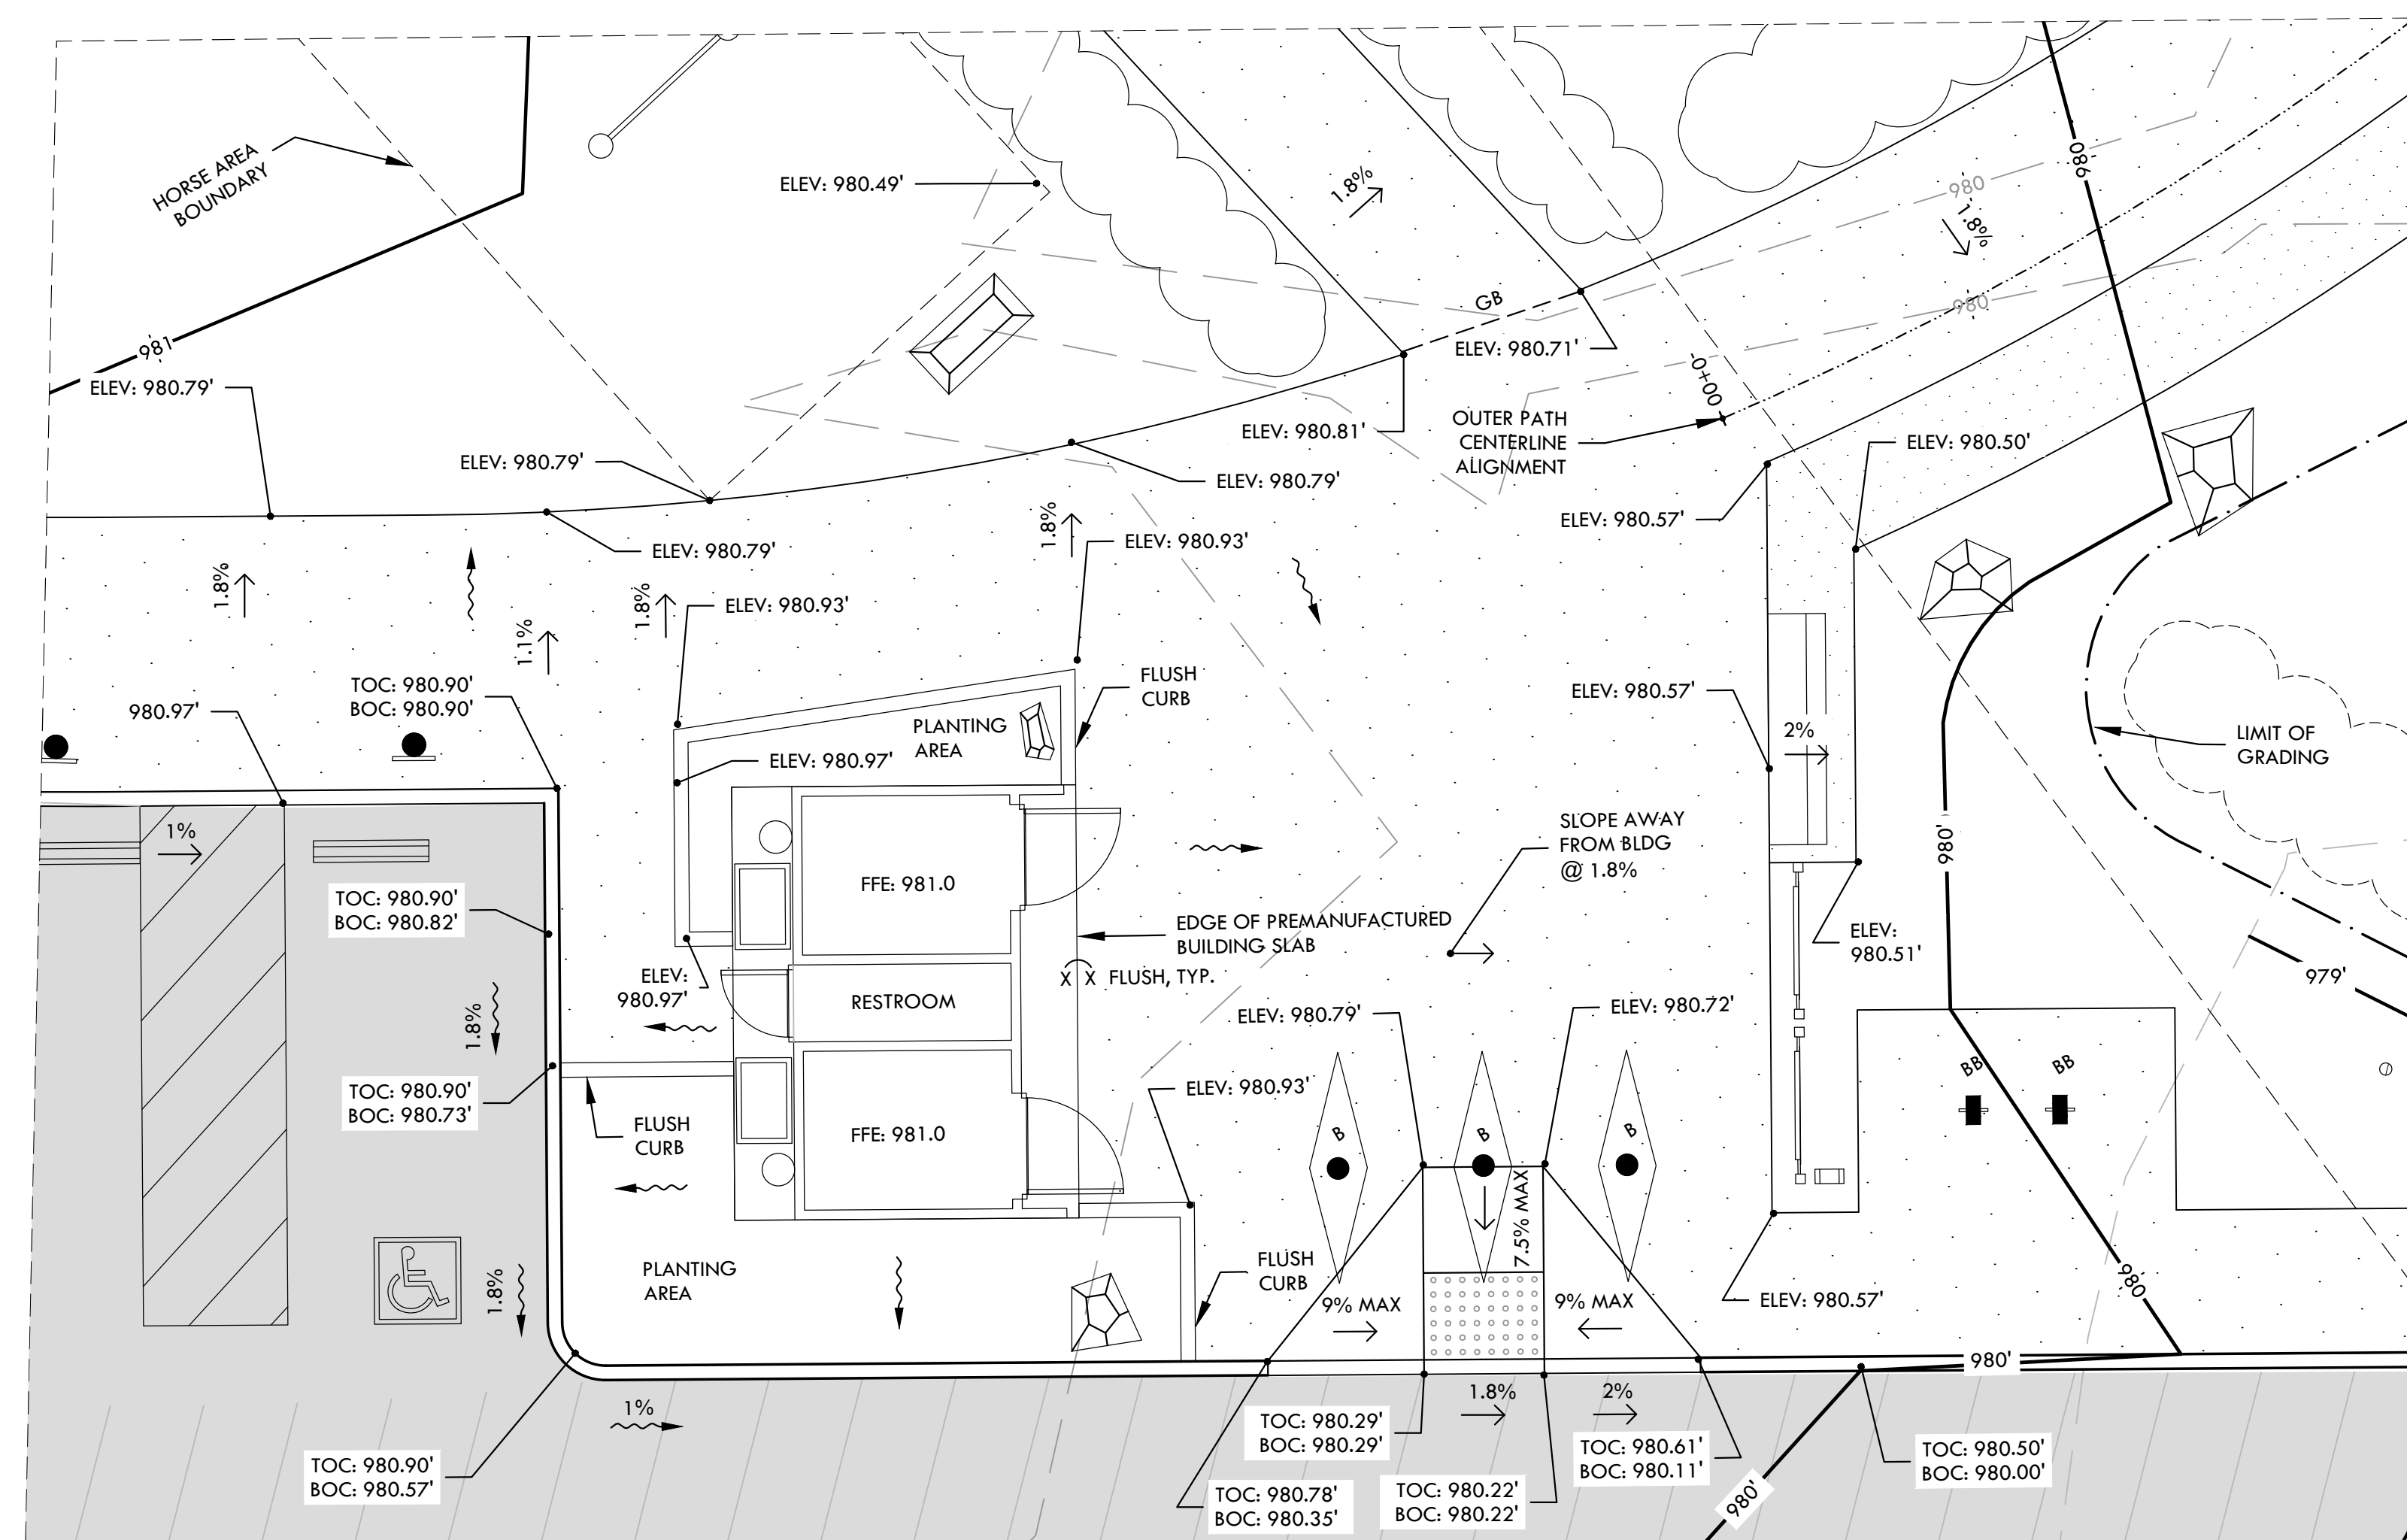 HORSE AREA
BOUNDARY
ELEV: 980.49'
1.8%
980
980
1.8%
980
GB
981
ELEV: 980.79'
ELEV: 980.71'
0+00
OUTER PATH
CENTERLINE
ALIGNMENT
ELEV: 980.81'
ELEV: 980.50'
ELEV: 980.79'
ELEV: 980.79'
ELEV: 980.57'
ELEV: 980.79'
1.8%
ELEV: 980.93'
1.8%
1.8%
ELEV: 980.93'
1.1%
TOC: 980.90'
BOC: 980.90'
980.97'
FLUSH
CURB
ELEV: 980.57'
PLANTING
AREA
2%
LIMIT OF
GRADING
ELEV: 980.97'
1%
SLOPE AWAY
FROM BLDG
@ 1.8%
980'
FFE: 981.0
TOC: 980.90'
BOC: 980.82'
EDGE OF PREMANUFACTURED
BUILDING SLAB
ELEV:
980.51'
X X FLUSH, TYP.
979'
ELEV:
980.97'
RESTROOM
1.8%
ELEV: 980.79'
ELEV: 980.72'
BB
BB
TOC: 980.90'
BOC: 980.73'
ELEV: 980.93'
FLUSH
CURB
FFE: 981.0
B
B
B
7.5% MAX
PLANTING
AREA
FLUSH
CURB
1.8%
9% MAX
9% MAX
ELEV: 980.57'
980
980'
1%
1.8%
2%
TOC: 980.29'
BOC: 980.29'
TOC: 980.61'
BOC: 980.11'
TOC: 980.50'
BOC: 980.00'
TOC: 980.90'
BOC: 980.57'
TOC: 980.78'
BOC: 980.35'
TOC: 980.22'
BOC: 980.22'
980'